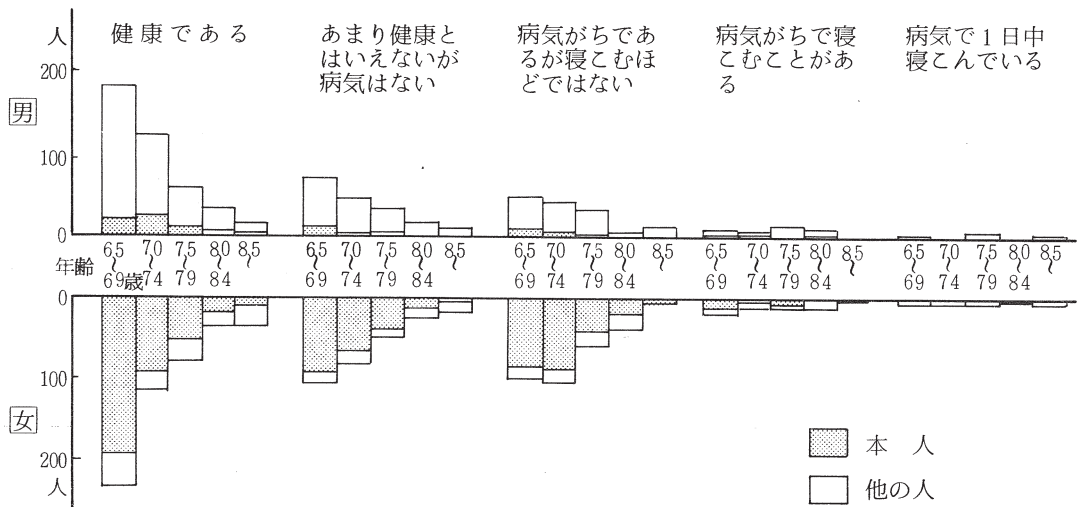 人
健康である
あまり健康と
はいえないが
病気はない
病気がちであ
るが寝こむほ
どではない
病気がちで寝
こむことがあ
る
病気で1日中
寝こんでいる
200
男
100
0
65〜69 70〜74 75〜79 80〜84 85〜
65〜69 70〜74 75〜79 80〜84 85〜
65〜69 70〜74 75〜79 80〜84 85〜
65〜69 70〜74 75〜79 80〜84 85〜
65〜69 70〜74 75〜79 80〜84 85〜
年齢
歳
0
100
女
200
人
本人
他の人